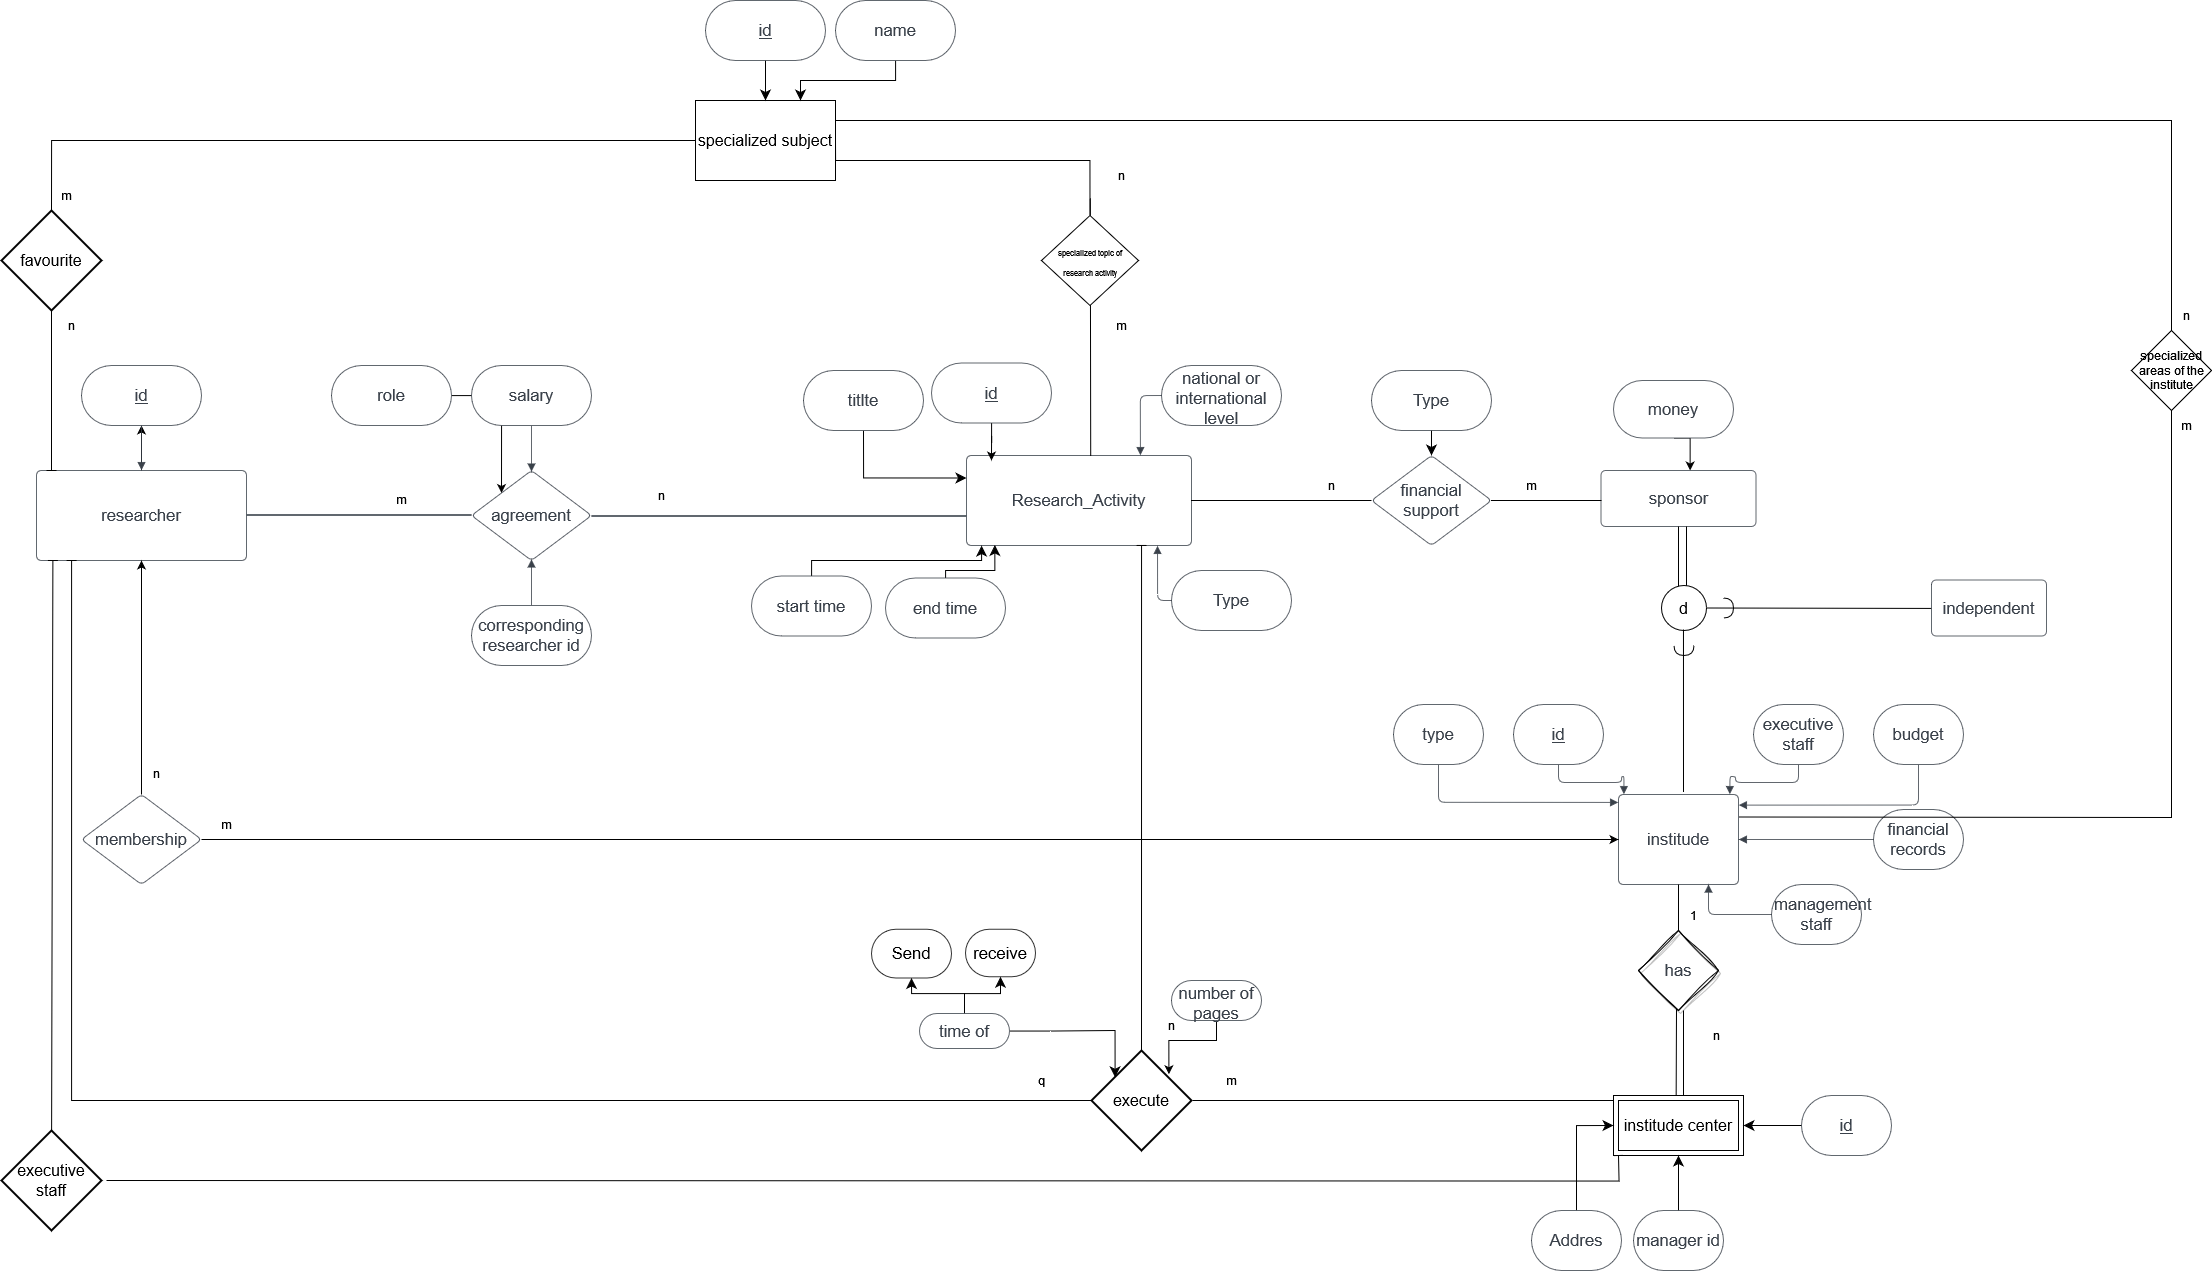 id
name
specialized subject
n
m
favourite
specialized topic of
research activity
n
m
n
specialized
areas of the
institute
m
id
role
salary
titlte
id
national or
international
level
Type
money
researcher
m
agreement
n
Research_Activity
n
financial
support
m
sponsor
start time
end time
Type
d
independent
corresponding
researcher id
type
id
executive
staff
budget
n
membership
m
institude
financial
records
management
staff
1
Send
receive
has
number of
pages
time of
n
n
q
execute
m
institude center
id
executive
staff
Addres
manager id